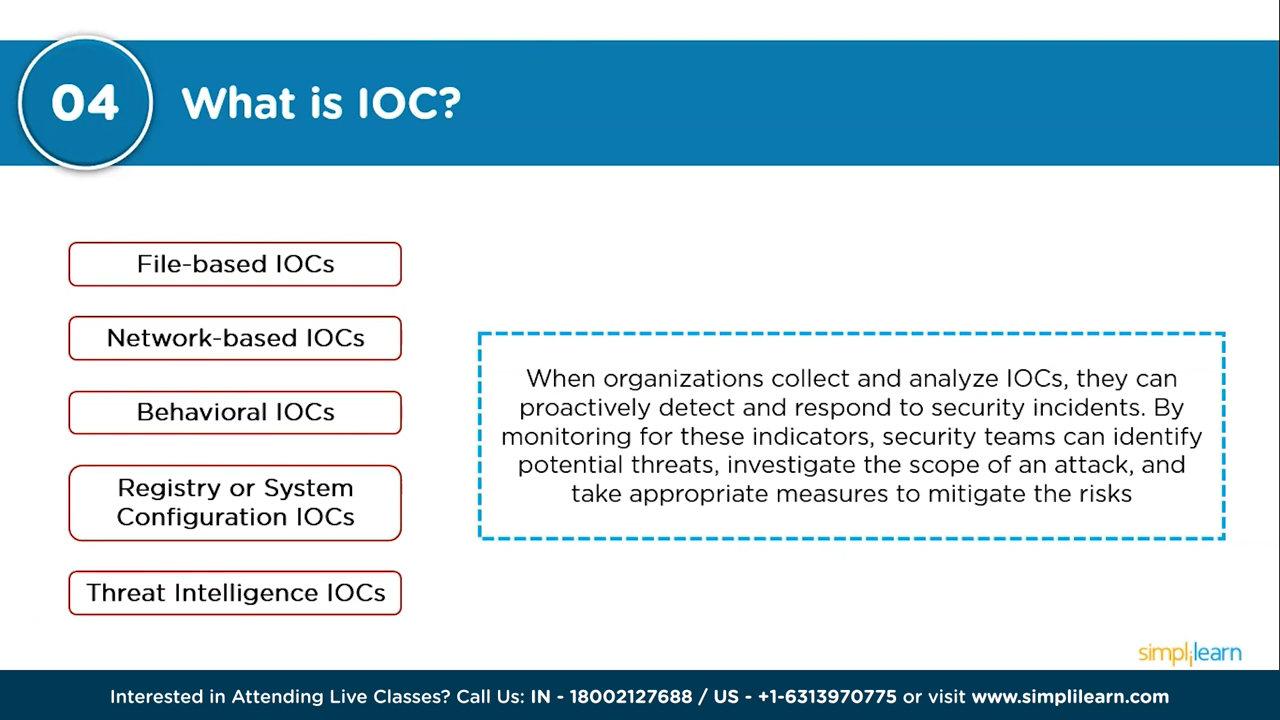 04
What is IOC?
File-based IOCs
Network-based IOCs
Behavioral IOCs
Registry or System
Configuration IOCs
Threat Intelligence IOCs
When organizations collect and analyze IOCs, they can
proactively detect and respond to security incidents. By
monitoring for these indicators, security teams can identify
potential threats, investigate the scope of an attack, and
take appropriate measures to mitigate the risks
simplilearn
Interested in Attending Live Classes? Call Us: IN - 18002127688 / US - +1-6313970775 or visit www.simplilearn.com